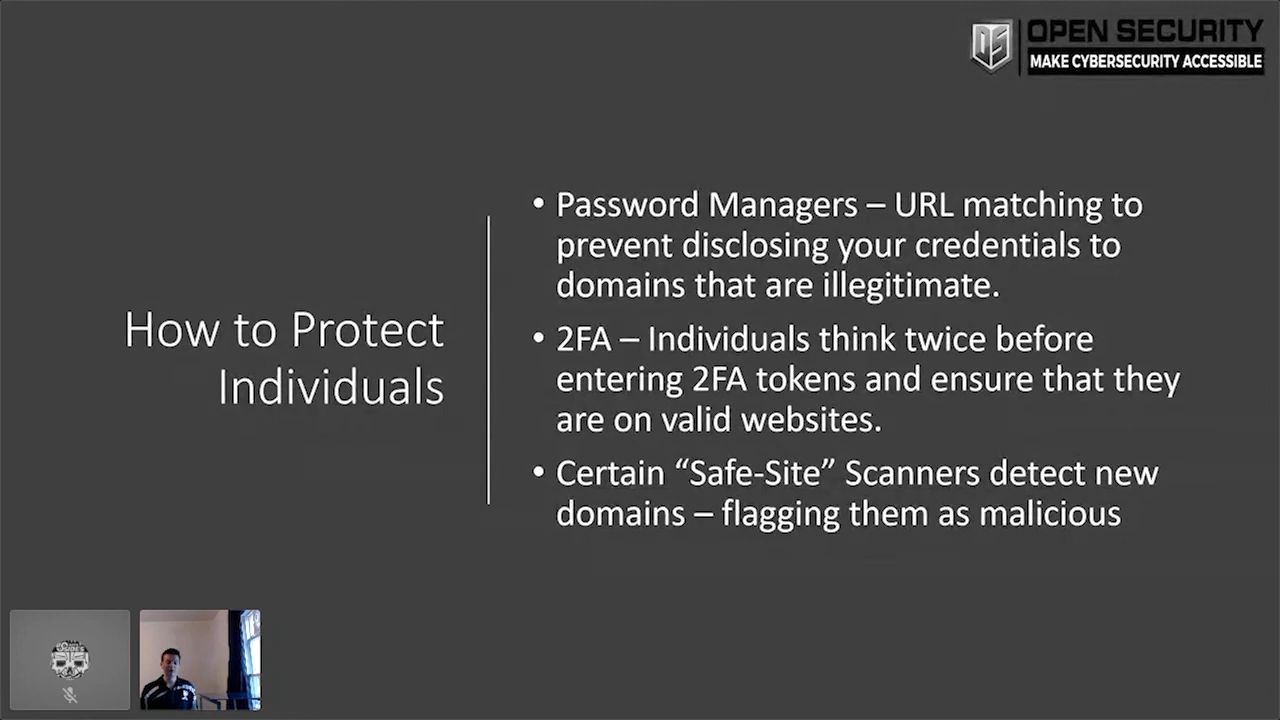 OPEN SECURITY
MAKE CYBERSECURITY ACCESSIBLE
How to Protect
Individuals
• Password Managers – URL matching to
prevent disclosing your credentials to
domains that are illegitimate.
• 2FA – Individuals think twice before
entering 2FA tokens and ensure that they
are on valid websites.
• Certain “Safe-Site” Scanners detect new
domains – flagging them as malicious